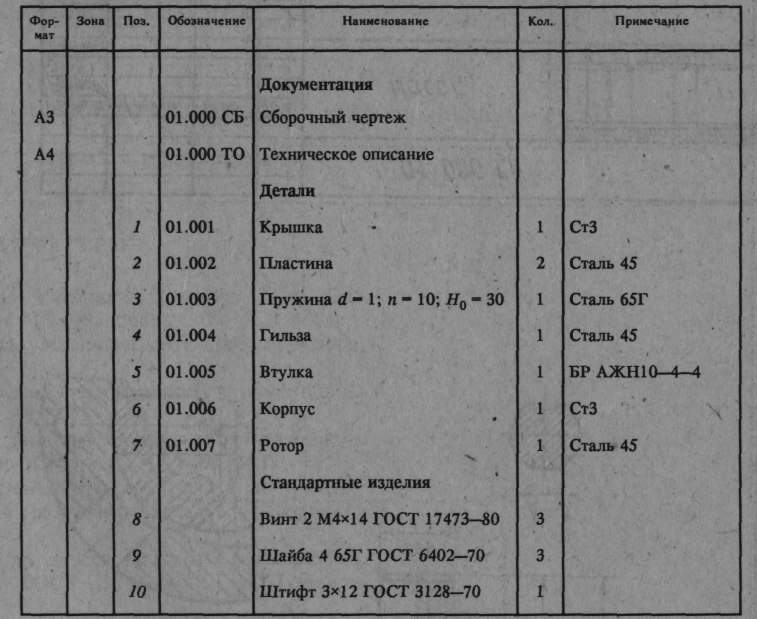 Фор-мат Зона Поз. Обозначение Наименование Кол. Примечание
Документация
А3 01.000 СБ Сборочный чертеж
А4 01.000 ТО Техническое описание
Детали
1 01.001 Крышка 1 Ст3
2 01.002 Пластина 2 Сталь 45
3 01.003 Пружина d = 1; n = 10; H₀ = 30 1 Сталь 65Г
4 01.004 Гильза 1 Сталь 45
5 01.005 Втулка 1 БР АЖН10—4—4
6 01.006 Корпус 1 Ст3
7 01.007 Ротор 1 Сталь 45
Стандартные изделия
8 Винт 2 М4×14 ГОСТ 17473—80 3
9 Шайба 4 65Г ГОСТ 6402—70 3
10 Штифт 3×12 ГОСТ 3128—70 1